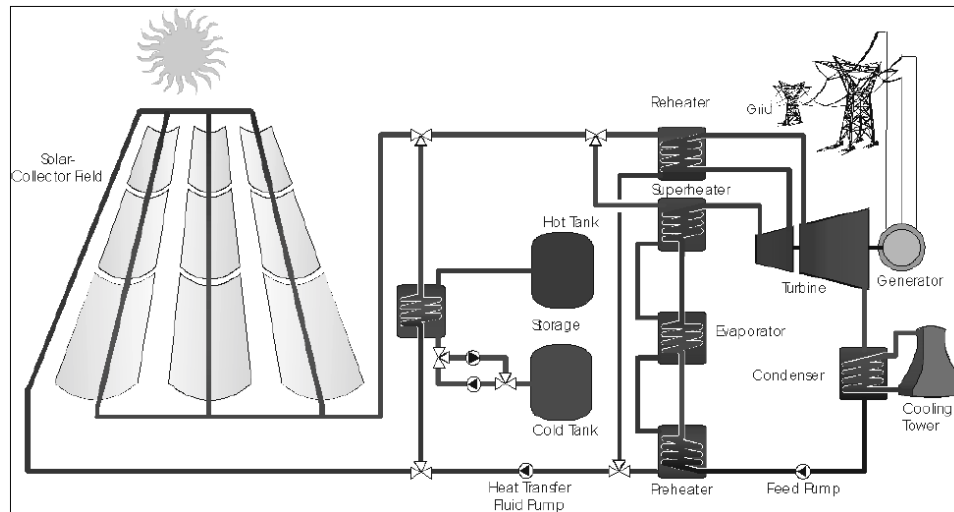 Reheater
Grid
Solar-
Collector Field
Superheater
Hot Tank
Generator
Turbine
Storage
Evaporator
Condenser
Cold Tank
Cooling
Tower
Heat Transfer
Fluid Pump
Preheater
Feed Pump